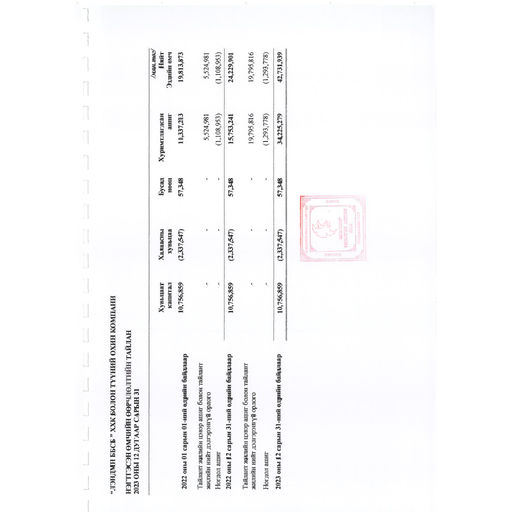 "ЛЭНДМН ББСБ" ХХК БОЛОН ТҮҮНИЙ ОХИН КОМПАНИ
НЭГТГЭСЭН ӨМЧИЙН ӨӨРЧЛӨЛТИЙН ТАЙЛАН
2023 ОНЫ 12 ДУГААР САРЫН 31
/мян.төг/
Хувьцаат капитал Халаасны хувьцаа Бусад нөөц Хуримтлагдсан ашиг Нийт Эздийн өмч
2022 оны 01 сарын 01-ний өдрийн байдлаар 10,756,859 (2,337,547) 57,348 11,337,213 19,813,873
Тайлант жилийн цэвэр ашиг болон тайлант
жилийн нийт дэлгэрэнгүй орлого - - - 5,524,981 5,524,981
Ногдол ашиг - - - (1,108,953) (1,108,953)
2022 оны 12 сарын 31-ний өдрийн байдлаар 10,756,859 (2,337,547) 57,348 15,753,241 24,229,901
Тайлант жилийн цэвэр ашиг болон тайлант
жилийн нийт дэлгэрэнгүй орлого - - - 19,795,816 19,795,816
Ногдол ашиг - - - (1,293,778) (1,293,778)
2023 оны 12 сарын 31-ний өдрийн байдлаар 10,756,859 (2,337,547) 57,348 34,225,279 42,731,939